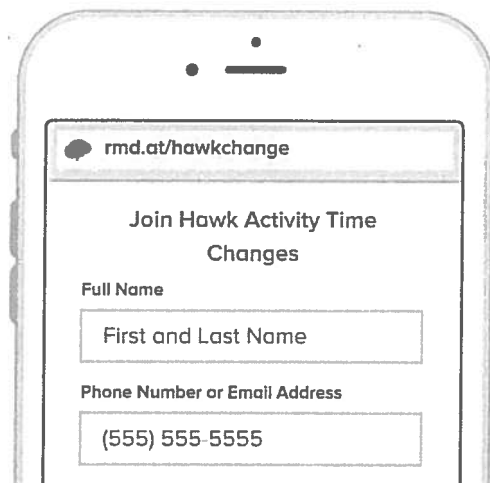 rmd.at/hawkchange
Join Hawk Activity Time
Changes
Full Name
First and Last Name
Phone Number or Email Address
(555) 555-5555